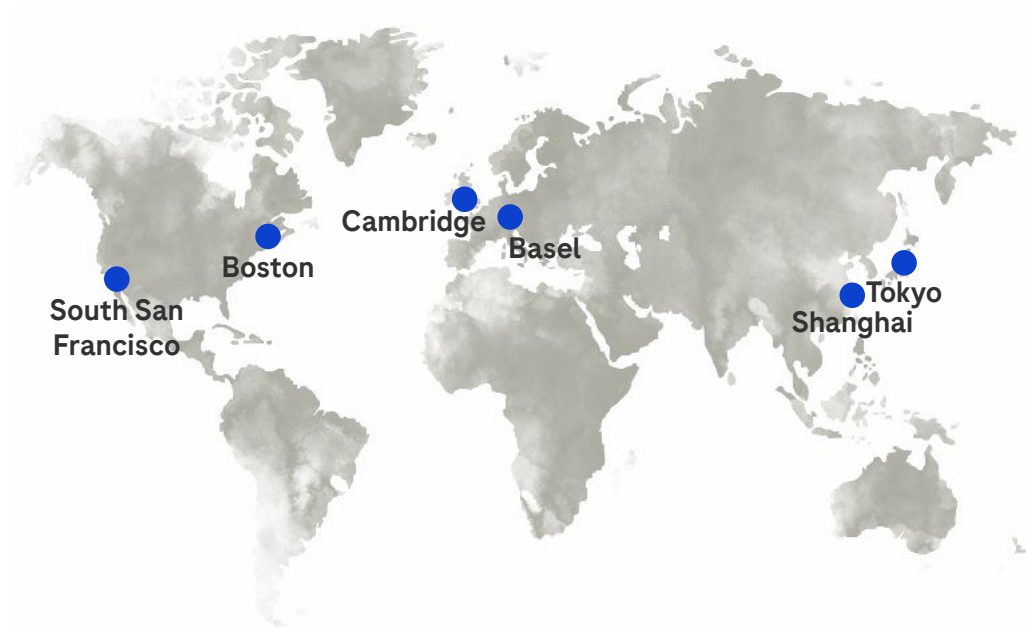 Cambridge
Basel
Boston
Tokyo
South San
Francisco
Shanghai